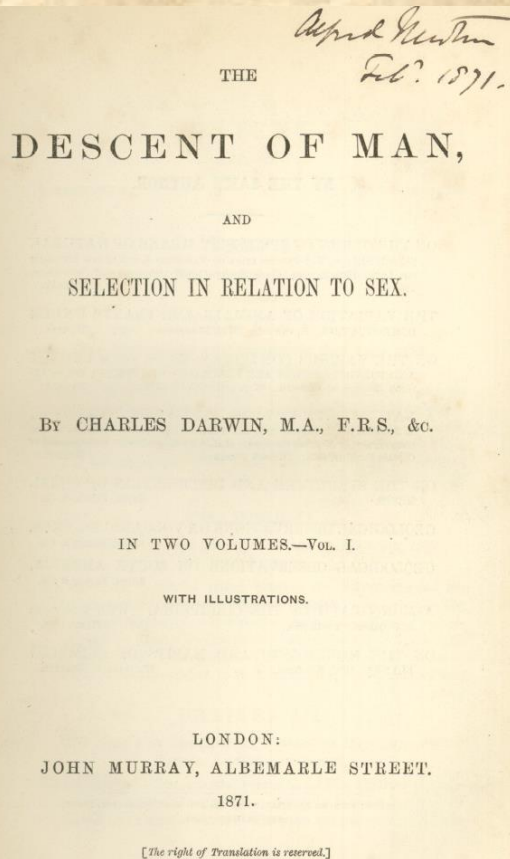 Alfred Newton
Feb? 1871.
THE
DESCENT OF MAN,
AND
SELECTION IN RELATION TO SEX.
BY CHARLES DARWIN, M.A., F.R.S., &c.
IN TWO VOLUMES.—VOL. I.
WITH ILLUSTRATIONS.
LONDON:
JOHN MURRAY, ALBEMARLE STREET.
1871.
[The right of Translation is reserved.]